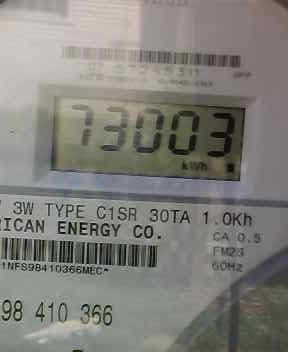 73003
kWh
3W TYPE C1SR 30TA 1.0Kh
RICAN ENERGY CO.
CA 0.5
FM2S
60Hz
1NFS98410366MEC*
98 410 366